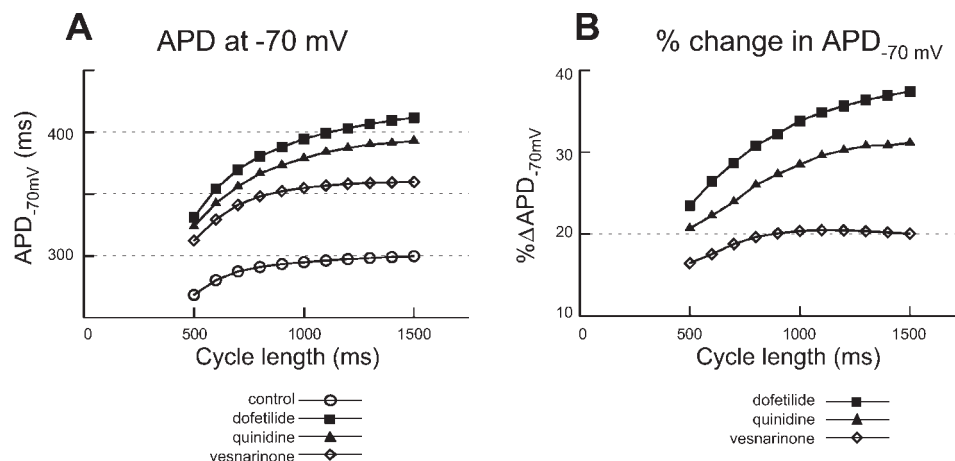 A
APD at -70 mV
APD-70mV (ms)
400
300
0
500
1000
1500
Cycle length (ms)
control
dofetilide
quinidine
vesnarinone
B
% change in APD-70 mV
%ΔAPD-70mV
40
30
20
10
0
500
1000
1500
Cycle length (ms)
dofetilide
quinidine
vesnarinone